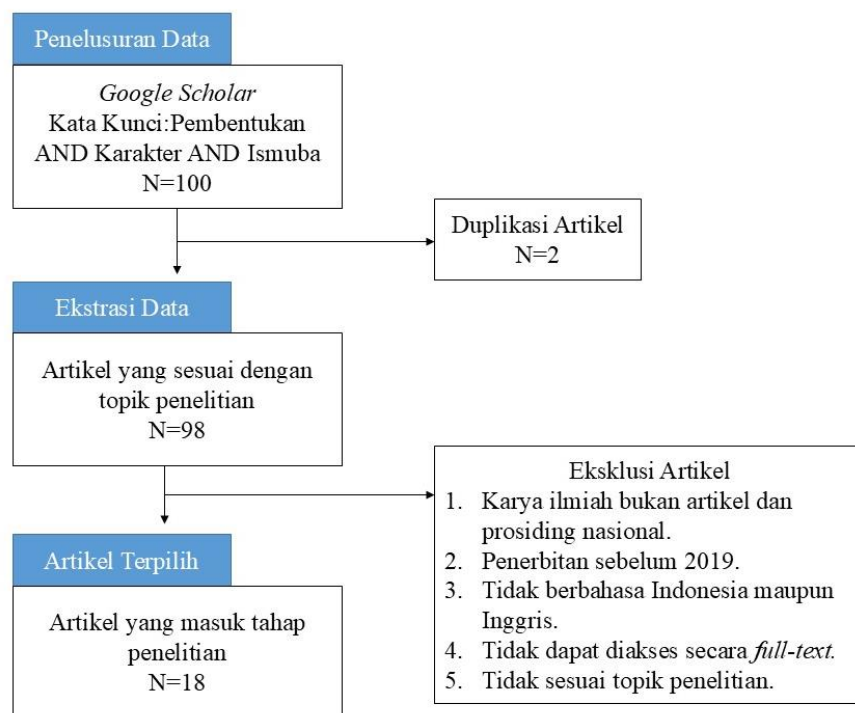 Penelusuran Data
Google Scholar
Kata Kunci:Pembentukan
AND Karakter AND Ismuba
N=100
Duplikasi Artikel
N=2
Ekstrasi Data
Artikel yang sesuai dengan
topik penelitian
N=98
Eksklusi Artikel
1. Karya ilmiah bukan artikel dan
prosiding nasional.
2. Penerbitan sebelum 2019.
3. Tidak berbahasa Indonesia maupun
Inggris.
4. Tidak dapat diakses secara full-text.
5. Tidak sesuai topik penelitian.
Artikel Terpilih
Artikel yang masuk tahap
penelitian
N=18